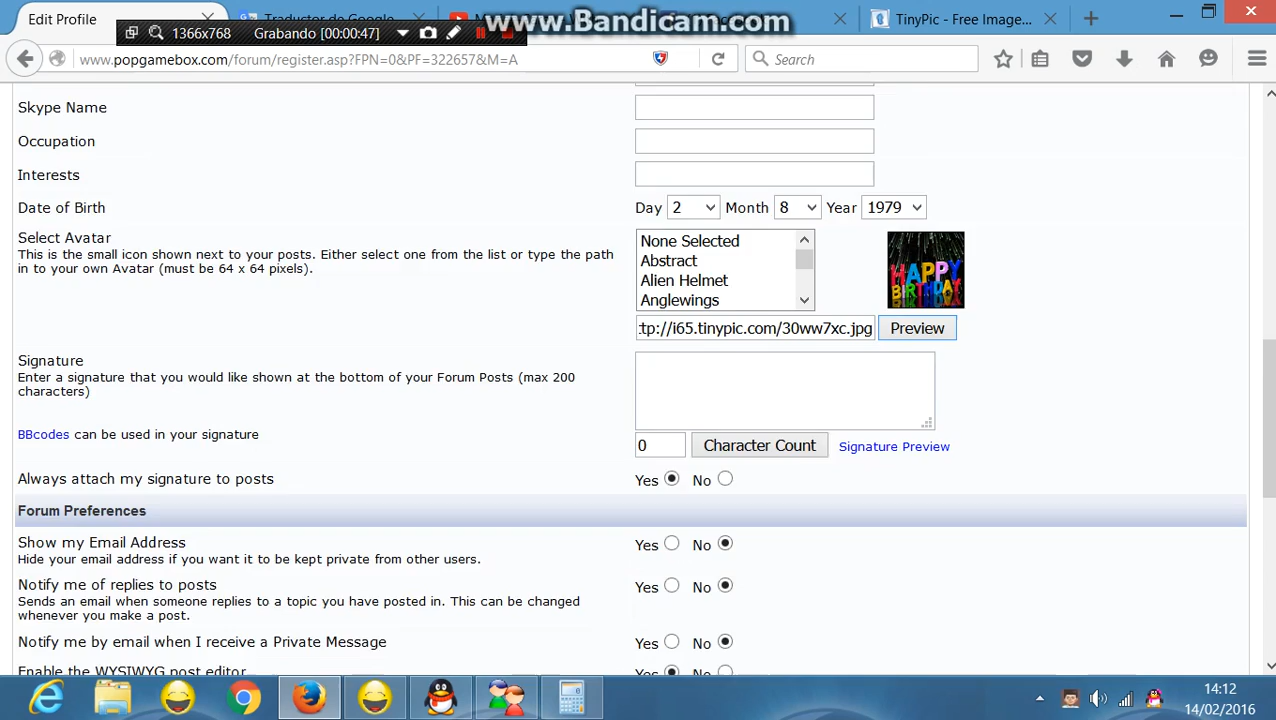 Edit Profile
Traductor de Google
www.Bandicam.com
TinyPic - Free Image...
1366x768
Grabando [00:00:47]
www.popgamebox.com/forum/register.asp?FPN=0&PF=322657&M=A
Search
Skype Name
Occupation
Interests
Date of Birth
Day 2 Month 8 Year 1979
Select Avatar
This is the small icon shown next to your posts. Either select one from the list or type the path
in to your own Avatar (must be 64 x 64 pixels).
None Selected
Abstract
Alien Helmet
Anglewings
HAPPY
BIRTHDAY
:tp://i65.tinypic.com/30ww7xc.jpg
Preview
Signature
Enter a signature that you would like shown at the bottom of your Forum Posts (max 200
characters)
BBcodes can be used in your signature
0
Character Count
Signature Preview
Always attach my signature to posts
Yes No
Forum Preferences
Show my Email Address
Hide your email address if you want it to be kept private from other users.
Yes No
Notify me of replies to posts
Sends an email when someone replies to a topic you have posted in. This can be changed
whenever you make a post.
Yes No
Notify me by email when I receive a Private Message
Yes No
Enable the WYSIWYG post editor
Yes No
14:12
14/02/2016